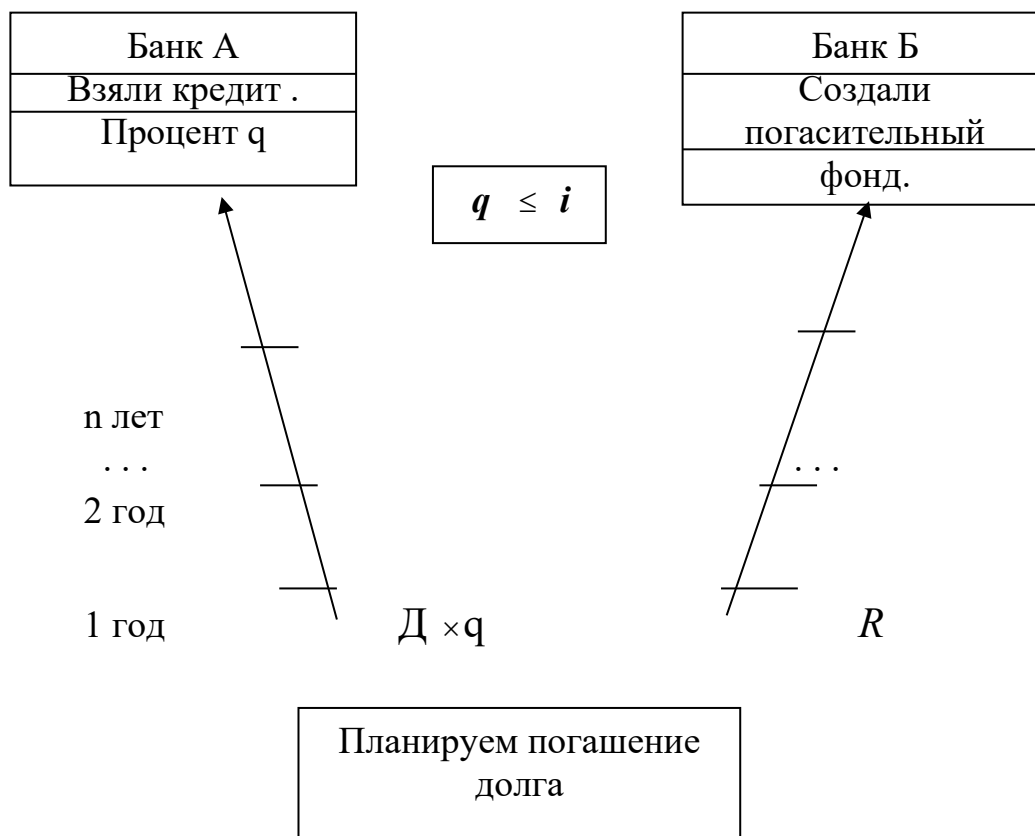 Банк А
Взяли кредит .
Процент q
Банк Б
Создали
погасительный
фонд.
q ≤ i
n лет
. . .
. . .
2 год
1 год
Д ×q
R
Планируем погашение
долга